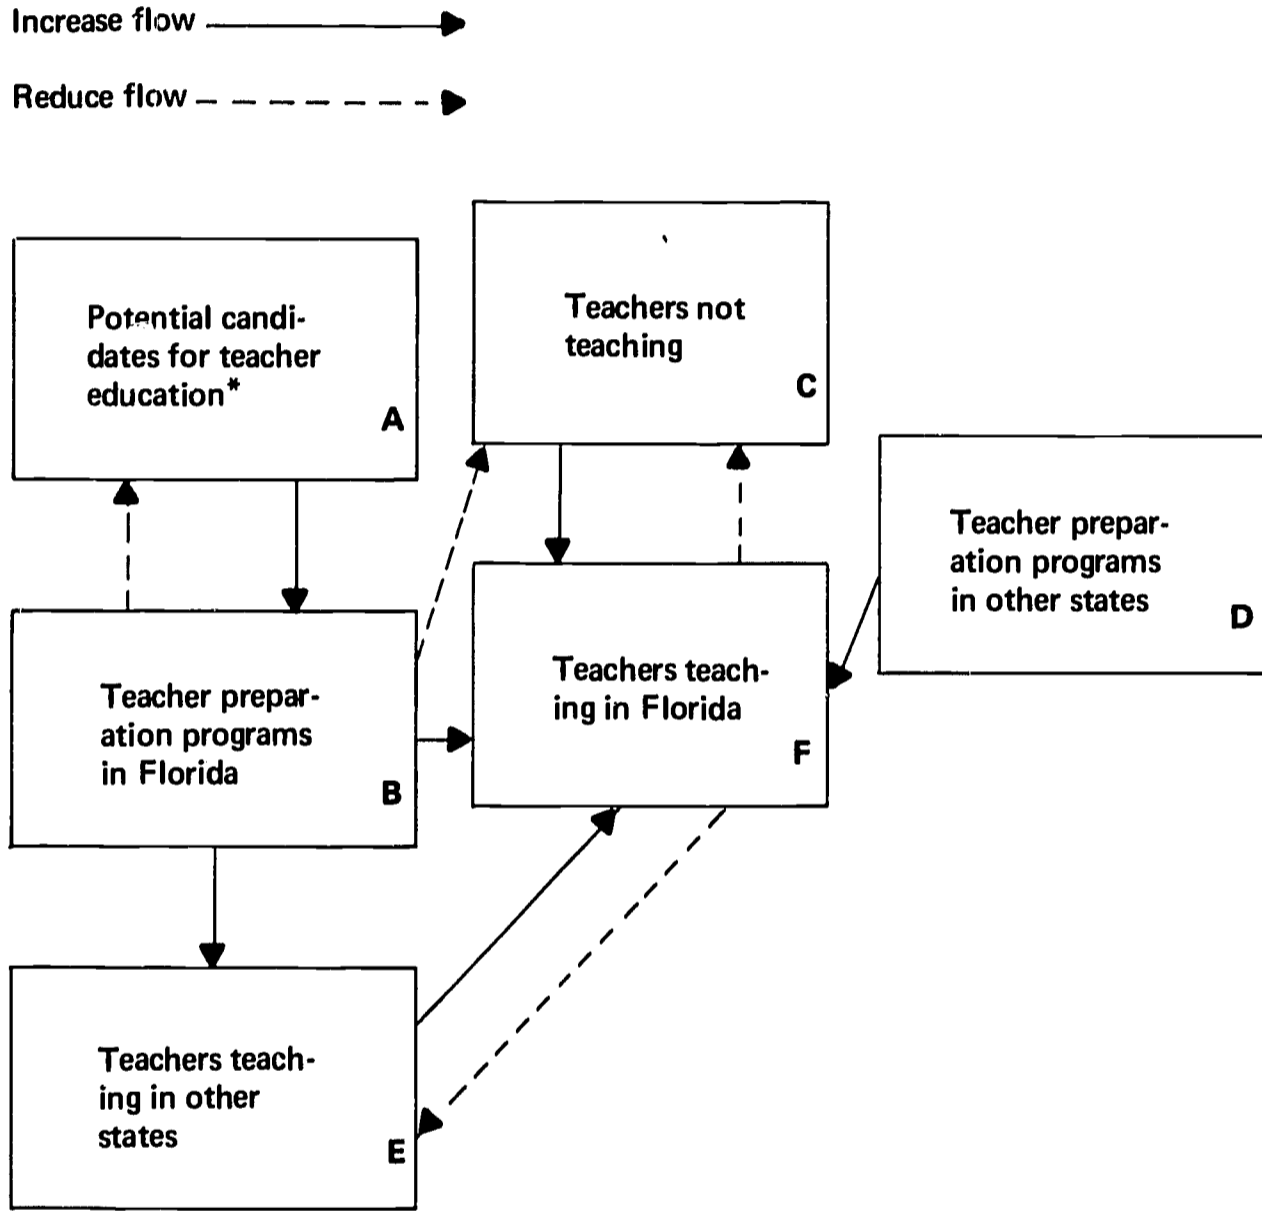 Increase flow
Reduce flow
Potential candi-
dates for teacher
education*
A
Teachers not
teaching
C
Teacher prepar-
ation programs
in other states
D
Teacher prepar-
ation programs
in Florida
B
Teachers teach-
ing in Florida
F
Teachers teach-
ing in other
states
E